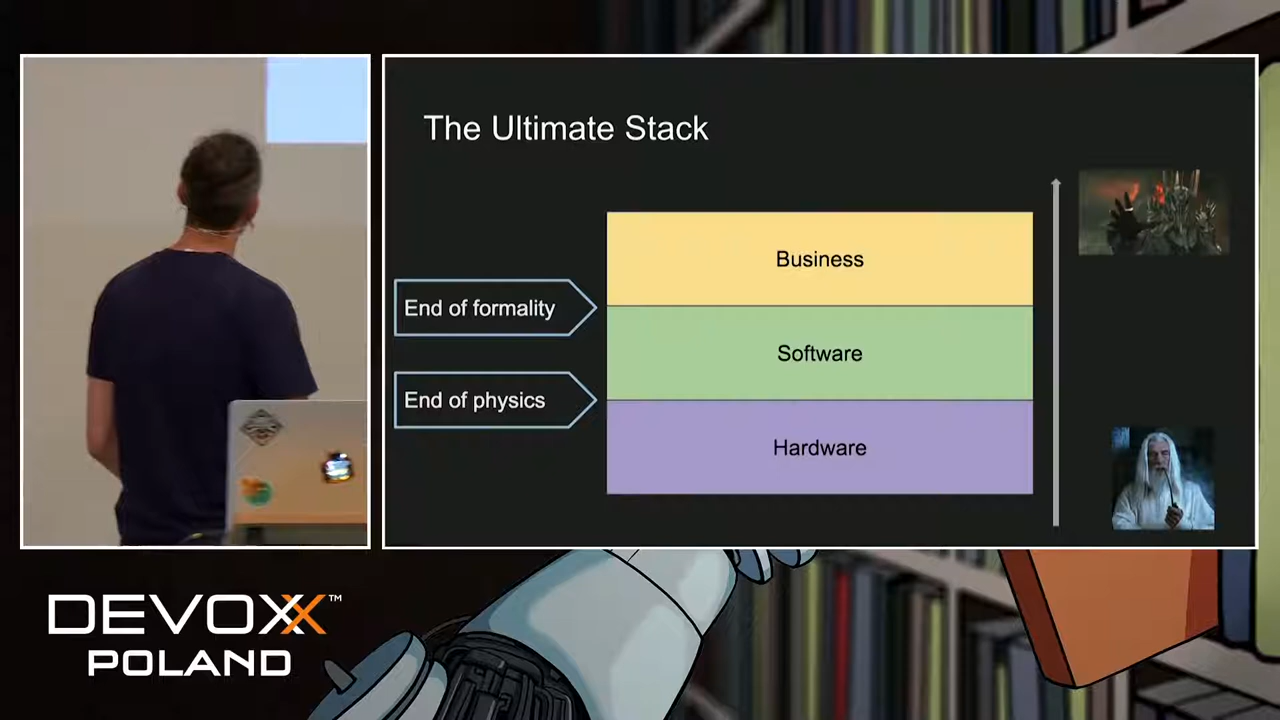 The Ultimate Stack
Business
End of formality
Software
End of physics
Hardware
DEVOXX™
POLAND